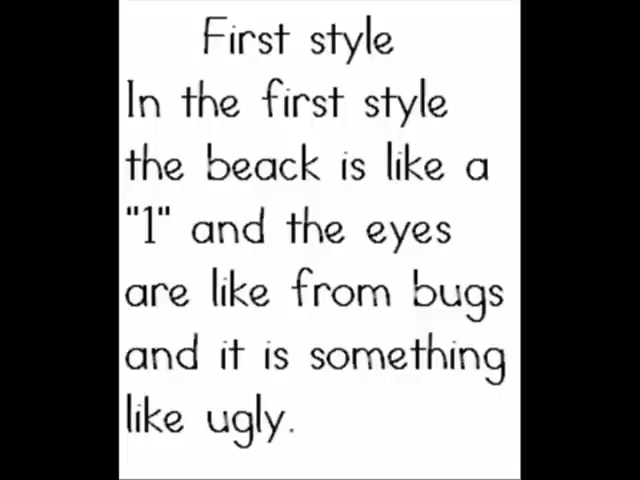 First style
In the first style
the beack is like a
"1" and the eyes
are like from bugs
and it is something
like ugly.